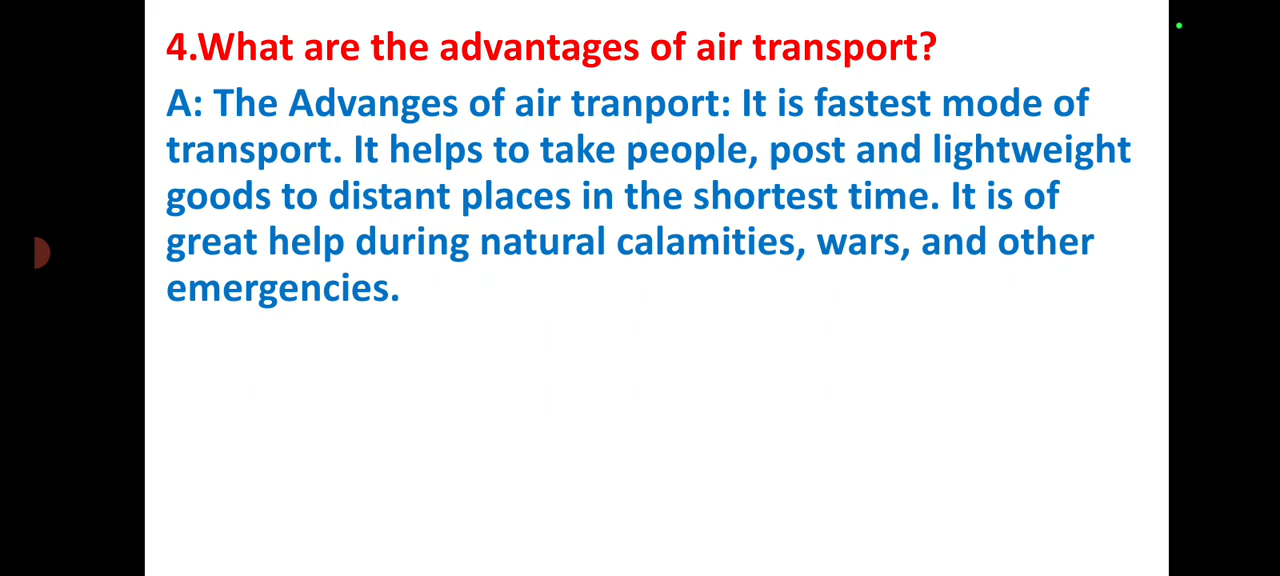 4.What are the advantages of air transport?
A: The Advanges of air tranport: It is fastest mode of
transport. It helps to take people, post and lightweight
goods to distant places in the shortest time. It is of
great help during natural calamities, wars, and other
emergencies.